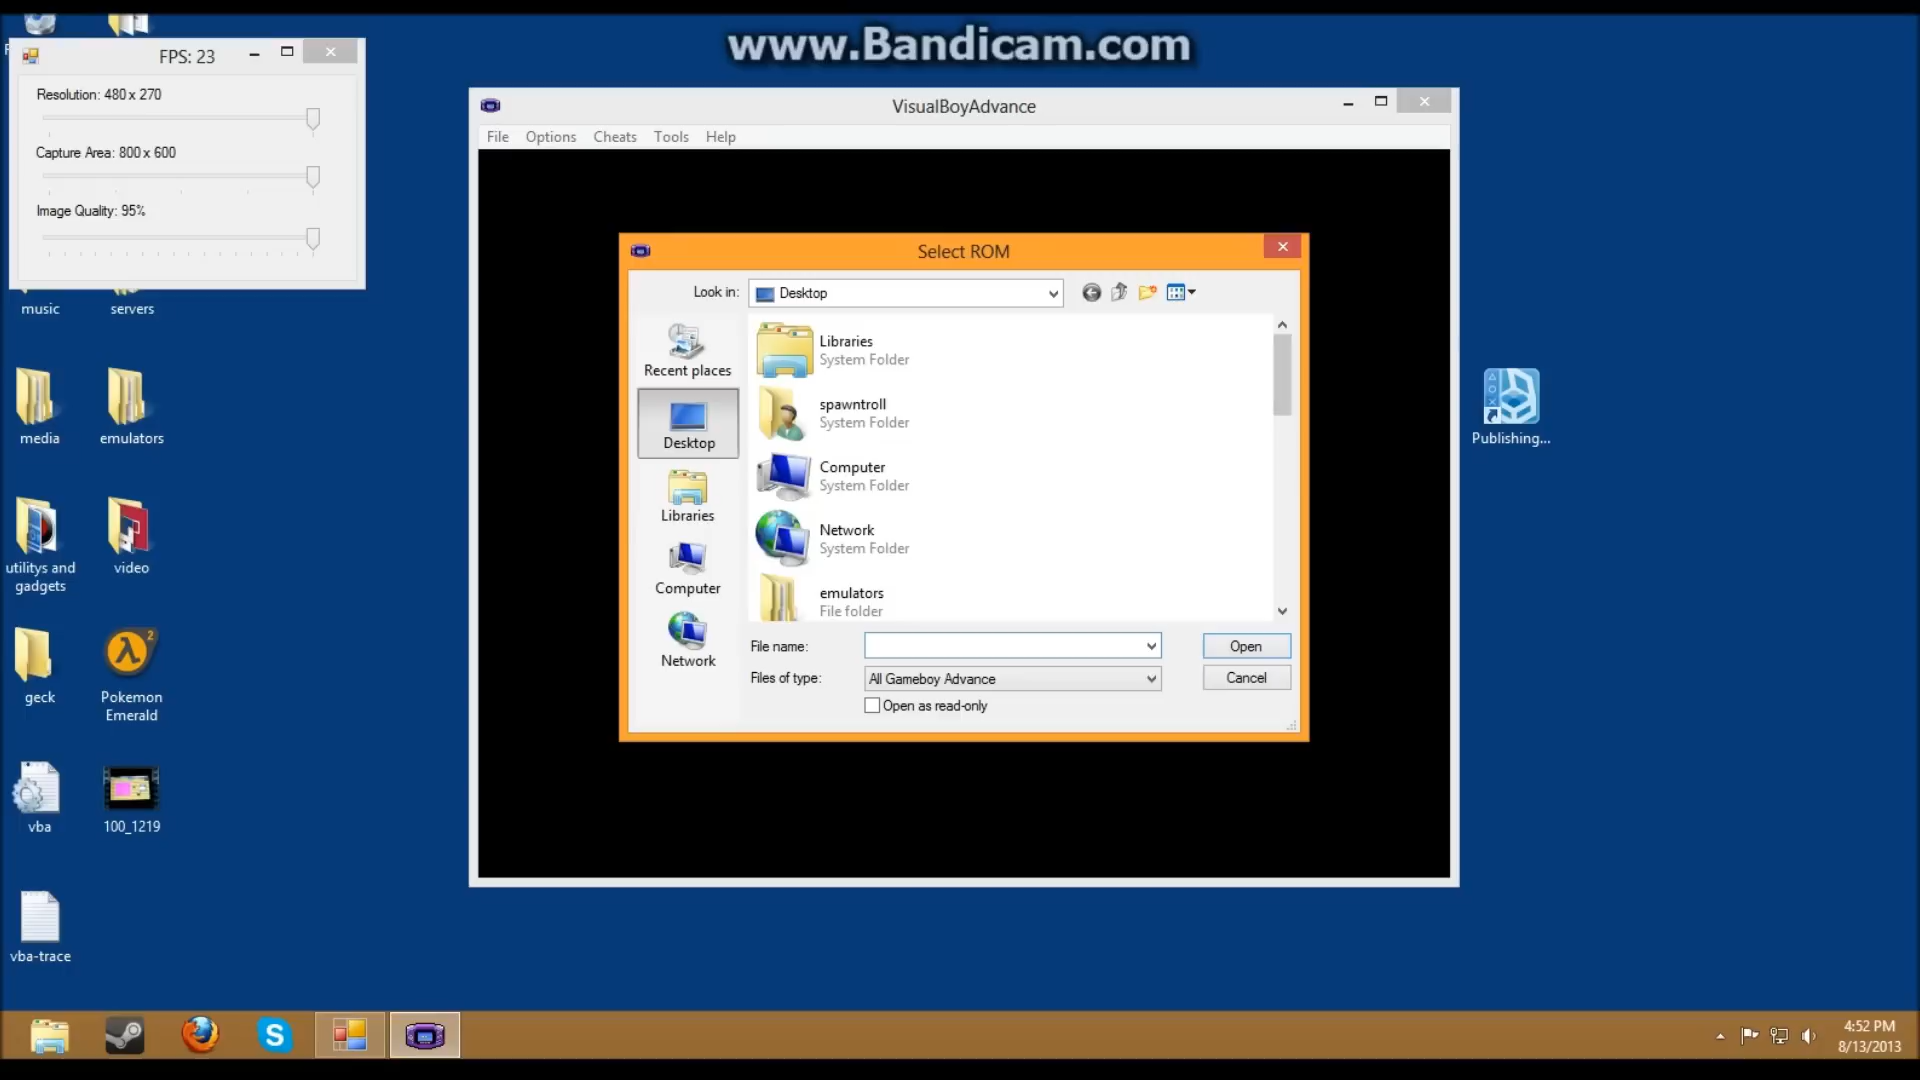 www.Bandicam.com
FPS: 23
Resolution: 480 x 270
Capture Area: 800 x 600
Image Quality: 95%
VisualBoyAdvance
File Options Cheats Tools Help
Select ROM
Look in: Desktop
Recent places
Desktop
Libraries
Computer
Network
Libraries
System Folder
spawntroll
System Folder
Computer
System Folder
Network
System Folder
emulators
File folder
File name:
Open
Files of type: All Gameboy Advance
Cancel
Open as read-only
music
servers
media
emulators
utilitys and
gadgets
video
geck
Pokemon
Emerald
vba
100_1219
vba-trace
Publishing...
4:52 PM
8/13/2013